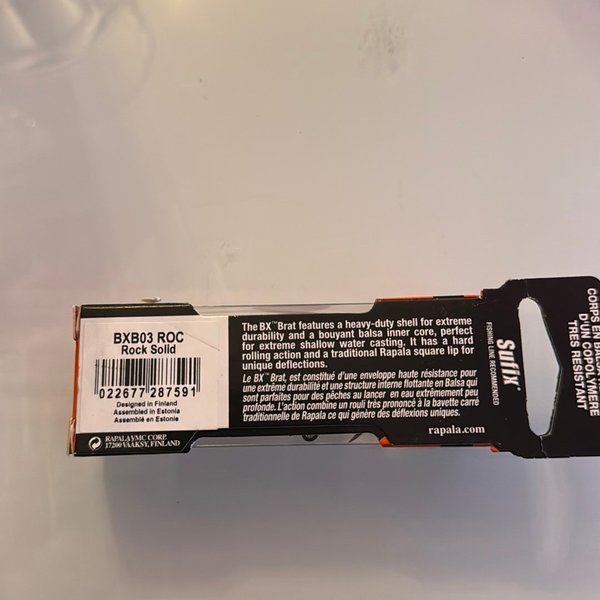 BXB03 ROC
Rock Solid
022677 287591
Designed in Finland
Assembled in Estonia
Assemblé en Estonie
RAPALA VMC CORP.
17200 VÄÄKSY, FINLAND
The BX™ Brat features a heavy-duty shell for extreme
durability and a bouyant balsa inner core, perfect
for extreme shallow water casting. It has a hard
rolling action and a traditional Rapala square lip for
unique deflections.
Le BX™ Brat, est constitué d'une enveloppe haute résistance pour
une extrême durabilité et une structure interne flottante en Balsa qui
sont parfaites pour des pêches au lancer en eau extrêmement peu
profonde. L'action combine un rouli très prononcé à la bavette carré
traditionnelle de Rapala ce qui génère des déflexions uniques.
rapala.com
Sufix
FISHING LINE RECOMMENDED
CORPS EN BALSA
D'UN COPOLYMERE
"TRÈS RÉSISTANT